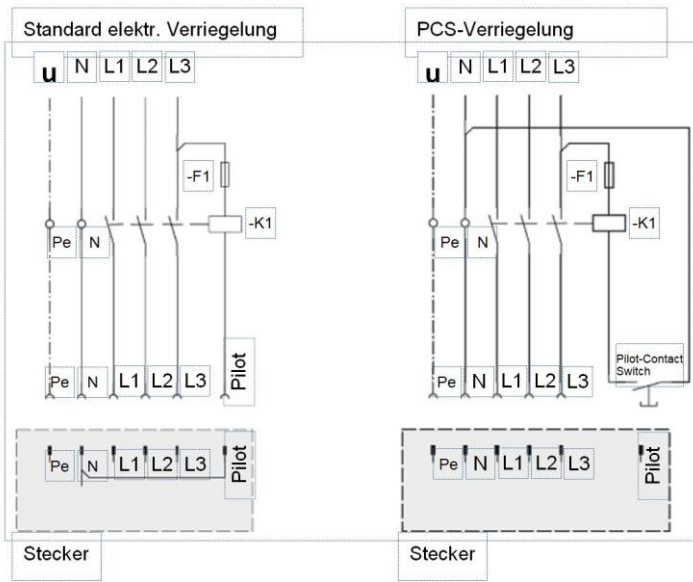 Standard elektr. Verriegelung
u N L1 L2 L3
-F1
-K1
Pe N
Pe N L1 L2 L3 Pilot
Pe N L1 L2 L3 Pilot
Stecker
PCS-Verriegelung
u N L1 L2 L3
-F1
-K1
Pe N
Pilot-Contact
Switch
Pe N L1 L2 L3
Pe N L1 L2 L3 Pilot
Stecker